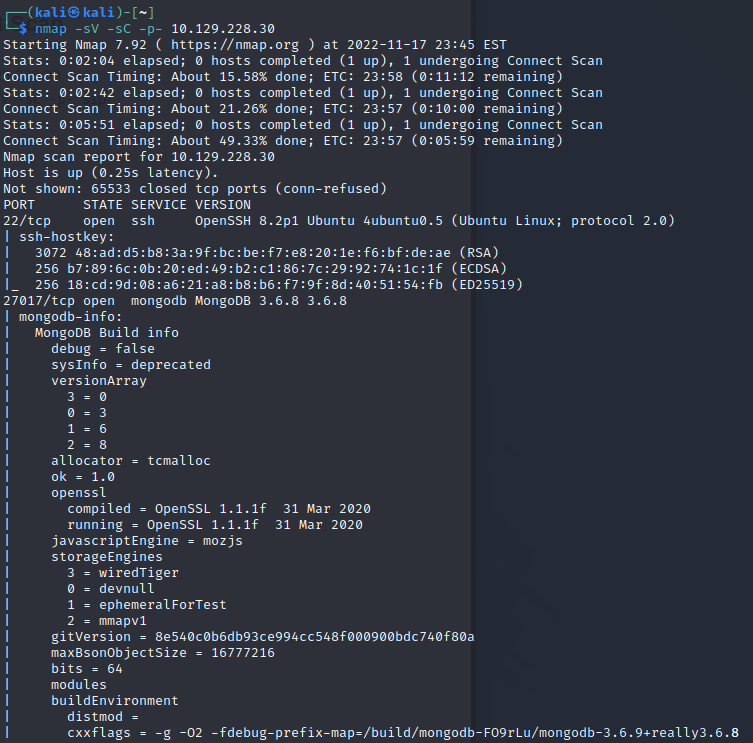 ┌──(kali㉿kali)-[~]
└─$ nmap -sV -sC -p- 10.129.228.30
Starting Nmap 7.92 ( https://nmap.org ) at 2022-11-17 23:45 EST
Stats: 0:02:04 elapsed; 0 hosts completed (1 up), 1 undergoing Connect Scan
Connect Scan Timing: About 15.58% done; ETC: 23:58 (0:11:12 remaining)
Stats: 0:02:42 elapsed; 0 hosts completed (1 up), 1 undergoing Connect Scan
Connect Scan Timing: About 21.26% done; ETC: 23:57 (0:10:00 remaining)
Stats: 0:05:51 elapsed; 0 hosts completed (1 up), 1 undergoing Connect Scan
Connect Scan Timing: About 49.33% done; ETC: 23:57 (0:05:59 remaining)
Nmap scan report for 10.129.228.30
Host is up (0.25s latency).
Not shown: 65533 closed tcp ports (conn-refused)
PORT      STATE SERVICE VERSION
22/tcp    open  ssh     OpenSSH 8.2p1 Ubuntu 4ubuntu0.5 (Ubuntu Linux; protocol 2.0)
| ssh-hostkey:
|   3072 48:ad:d5:b8:3a:9f:bc:be:f7:e8:20:1e:f6:bf:de:ae (RSA)
|   256 b7:89:6c:0b:20:ed:49:b2:c1:86:7c:29:92:74:1c:1f (ECDSA)
|_  256 18:cd:9d:08:a6:21:a8:b8:b6:f7:9f:8d:40:51:54:fb (ED25519)
27017/tcp open  mongodb MongoDB 3.6.8 3.6.8
| mongodb-info:
|   MongoDB Build info
|     debug = false
|     sysInfo = deprecated
|     versionArray
|       3 = 0
|       0 = 3
|       1 = 6
|       2 = 8
|     allocator = tcmalloc
|     ok = 1.0
|     openssl
|       compiled = OpenSSL 1.1.1f  31 Mar 2020
|       running = OpenSSL 1.1.1f  31 Mar 2020
|     javascriptEngine = mozjs
|     storageEngines
|       3 = wiredTiger
|       0 = devnull
|       1 = ephemeralForTest
|       2 = mmapv1
|     gitVersion = 8e540c0b6db93ce994cc548f000900bdc740f80a
|     maxBsonObjectSize = 16777216
|     bits = 64
|     modules
|     buildEnvironment
|       distmod =
|       cxxflags = -g -O2 -fdebug-prefix-map=/build/mongodb-FO9rLu/mongodb-3.6.9+really3.6.8